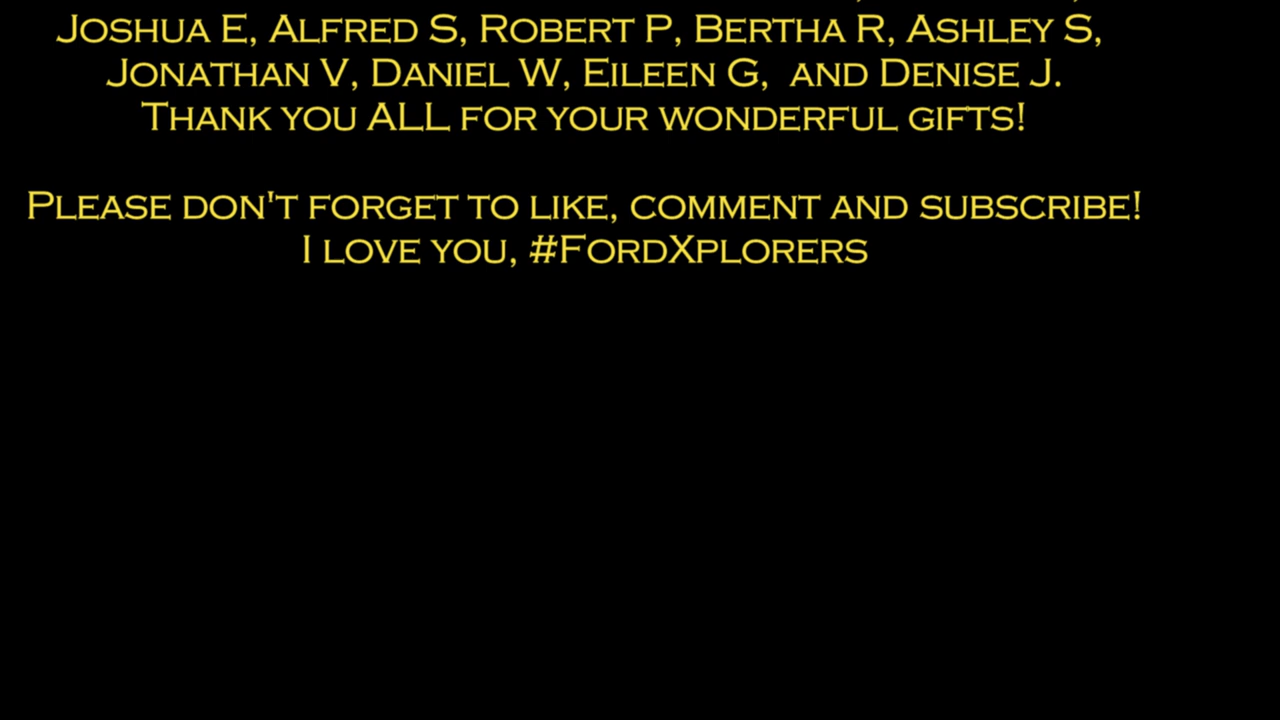 Joshua E, Alfred S, Robert P, Bertha R, Ashley S,
Jonathan V, Daniel W, Eileen G,  and Denise J.
Thank you ALL for your wonderful gifts!
Please don't forget to like, comment and subscribe!
I love you, #FordXplorers